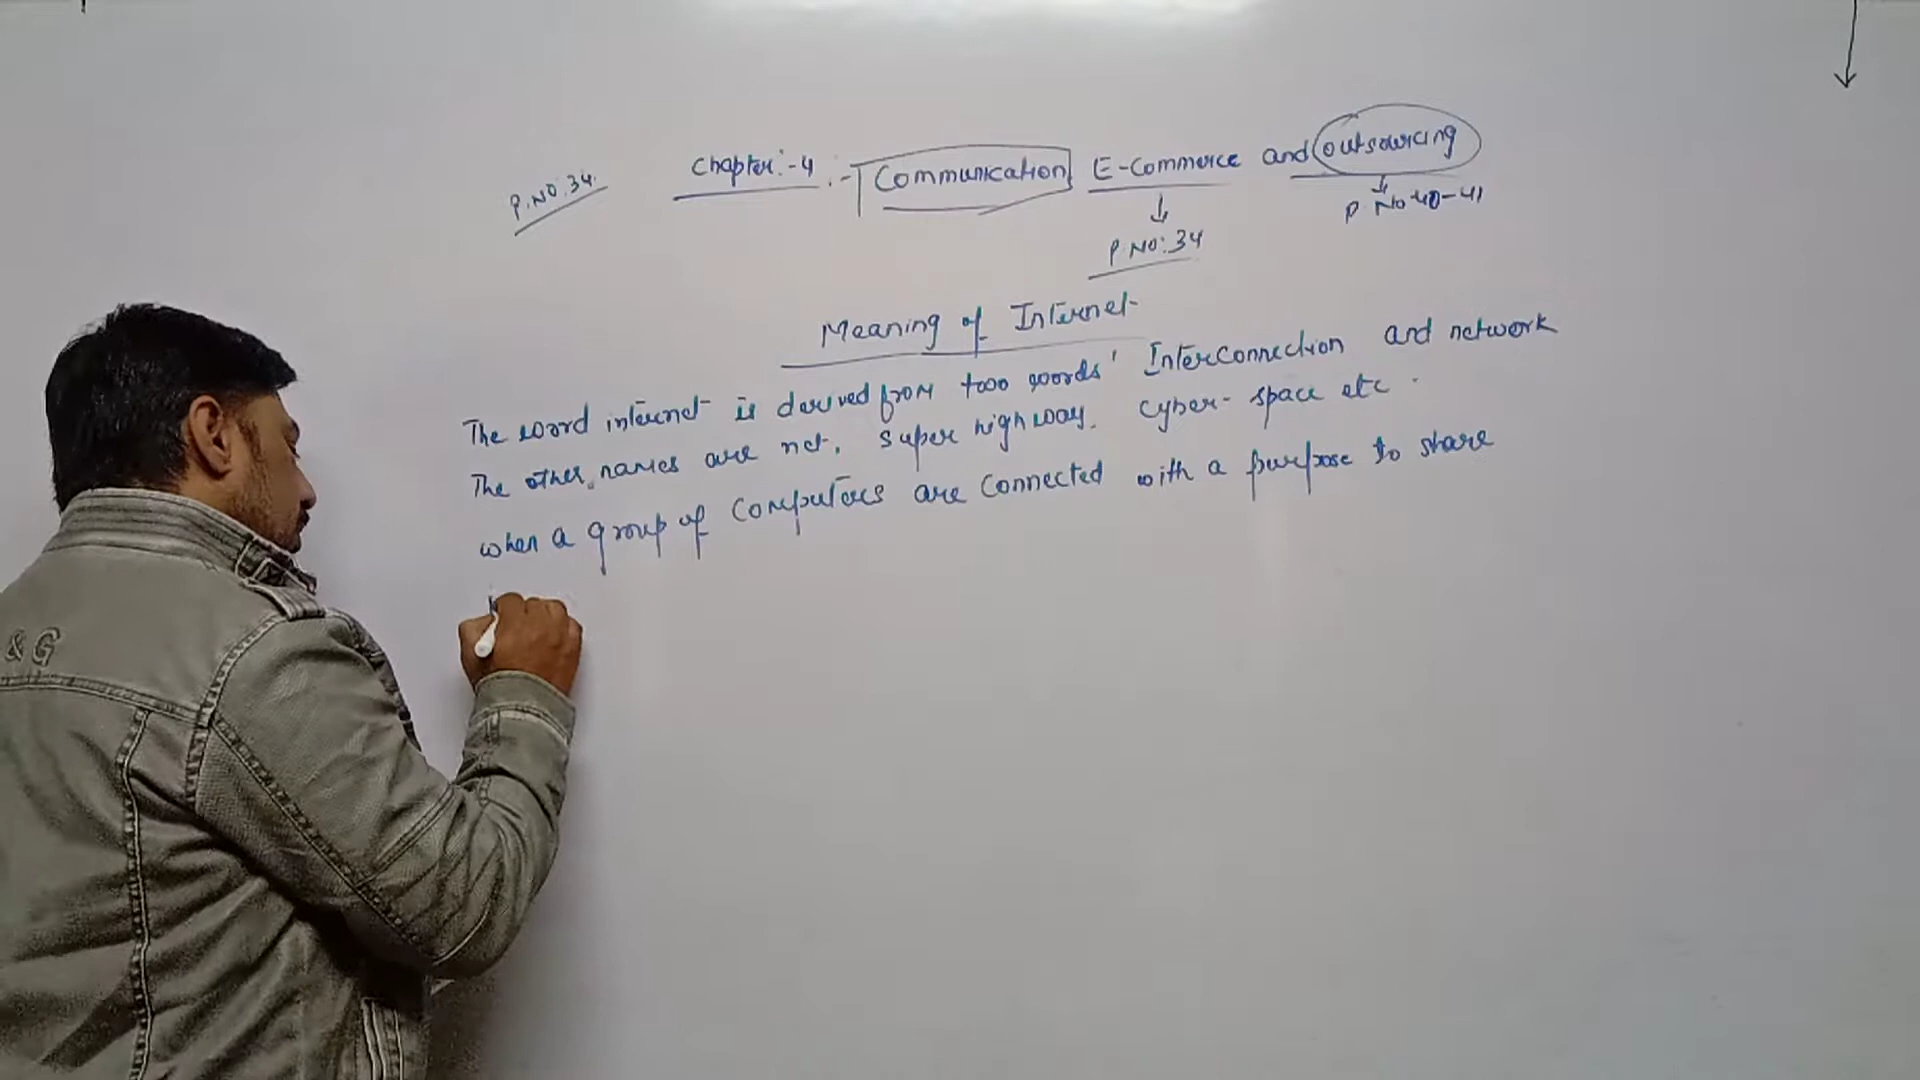 P.NO:34.
Chapter:-4 :- Communication E-Commerce and outsourcing
P. No 40-41
P.NO:34
Meaning of Internet
The word internet is derived from two words' Interconnection and network
The other names are net, super high way, cyber-space etc.
when a group of Computers are Connected with a purpose to share
&G